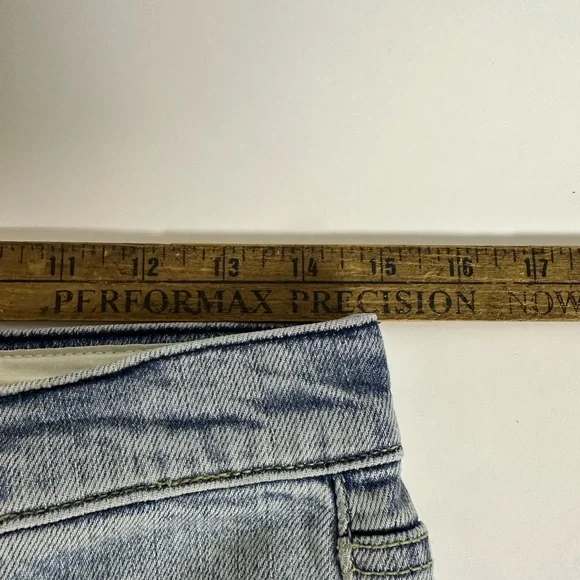 11 12 13 14 15 16 17
PERFORMAX PRECISION NOW